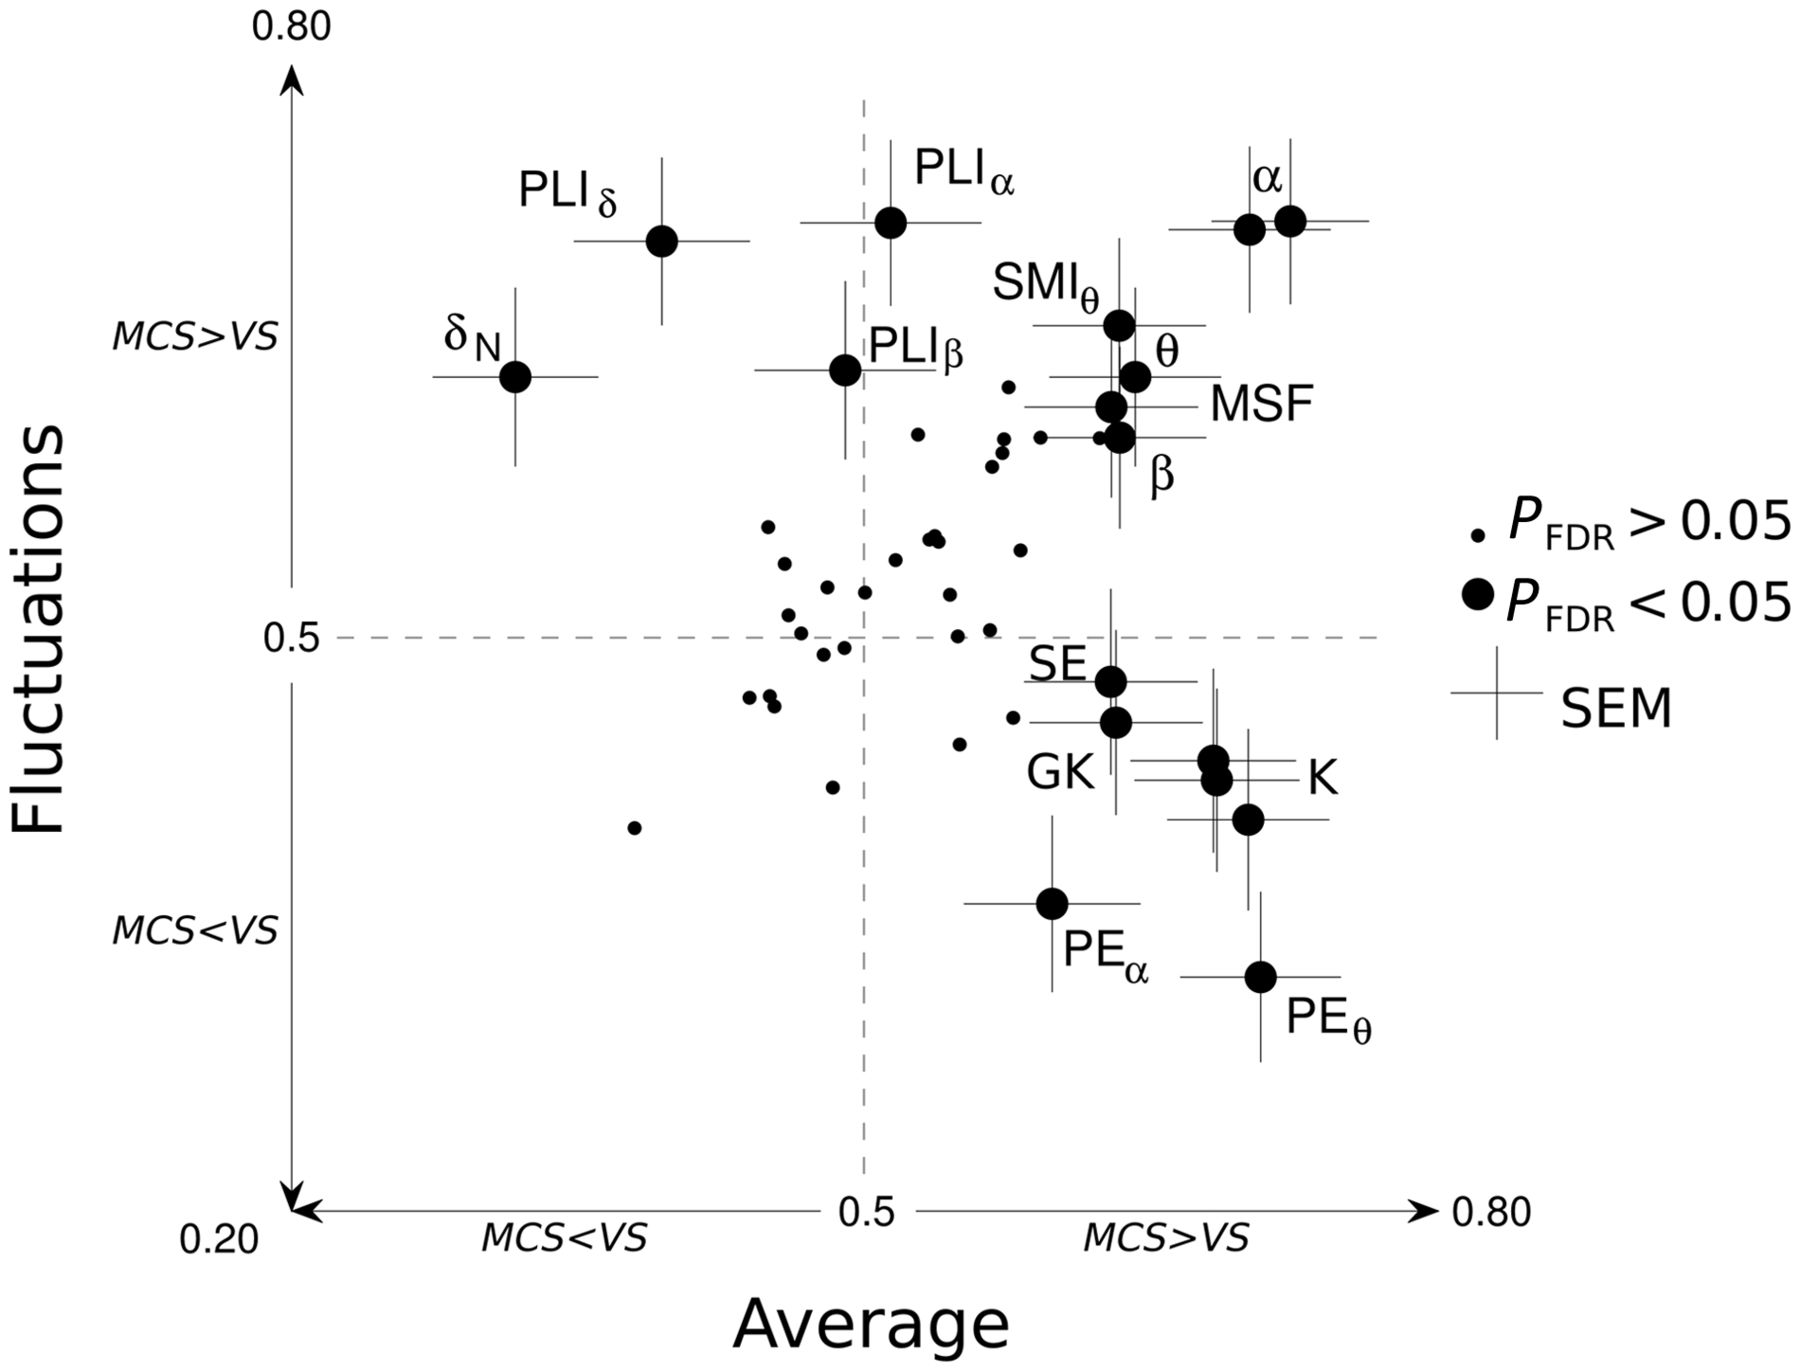 0.80
PLIδ
PLIα
α
SMIθ
δN
MCS>VS
PLIβ
θ
MSF
β
Fluctuations
PFDR > 0.05
PFDR < 0.05
SEM
0.5
SE
GK
K
MCS<VS
PEα
PEθ
0.20
0.5
0.80
MCS<VS
MCS>VS
Average